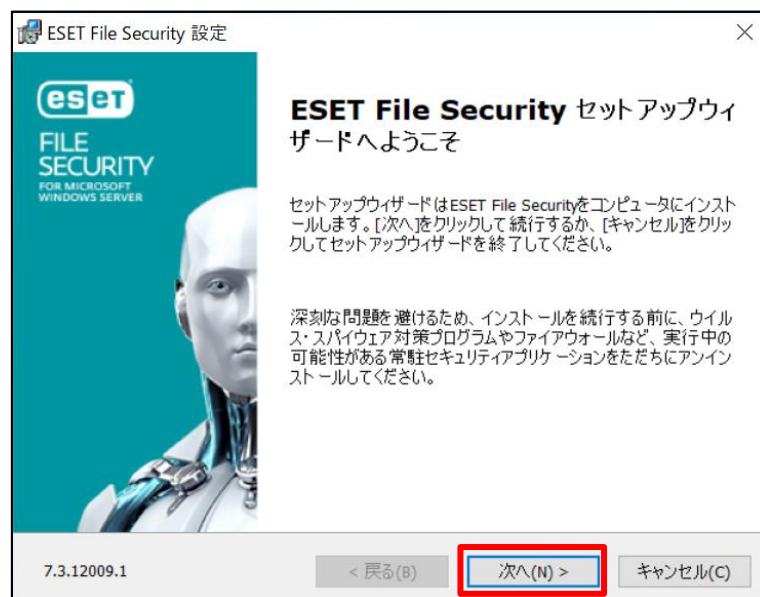 ESET File Security 設定
eset
FILE
SECURITY
FOR MICROSOFT
WINDOWS SERVER
ESET File Security セットアップウィ
ザードへようこそ
セットアップウィザードはESET File Securityをコンピュータにインスト
ールします。[次へ]をクリックして続行するか、[キャンセル]をクリッ
クしてセットアップウィザードを終了してください。
深刻な問題を避けるため、インストールを続行する前に、ウイル
ス・スパイウェア対策プログラムやファイアウォールなど、実行中の
可能性がある常駐セキュリティアプリケーションをただちにアンイン
ストールしてください。
7.3.12009.1
< 戻る(B)
次へ(N) >
キャンセル(C)